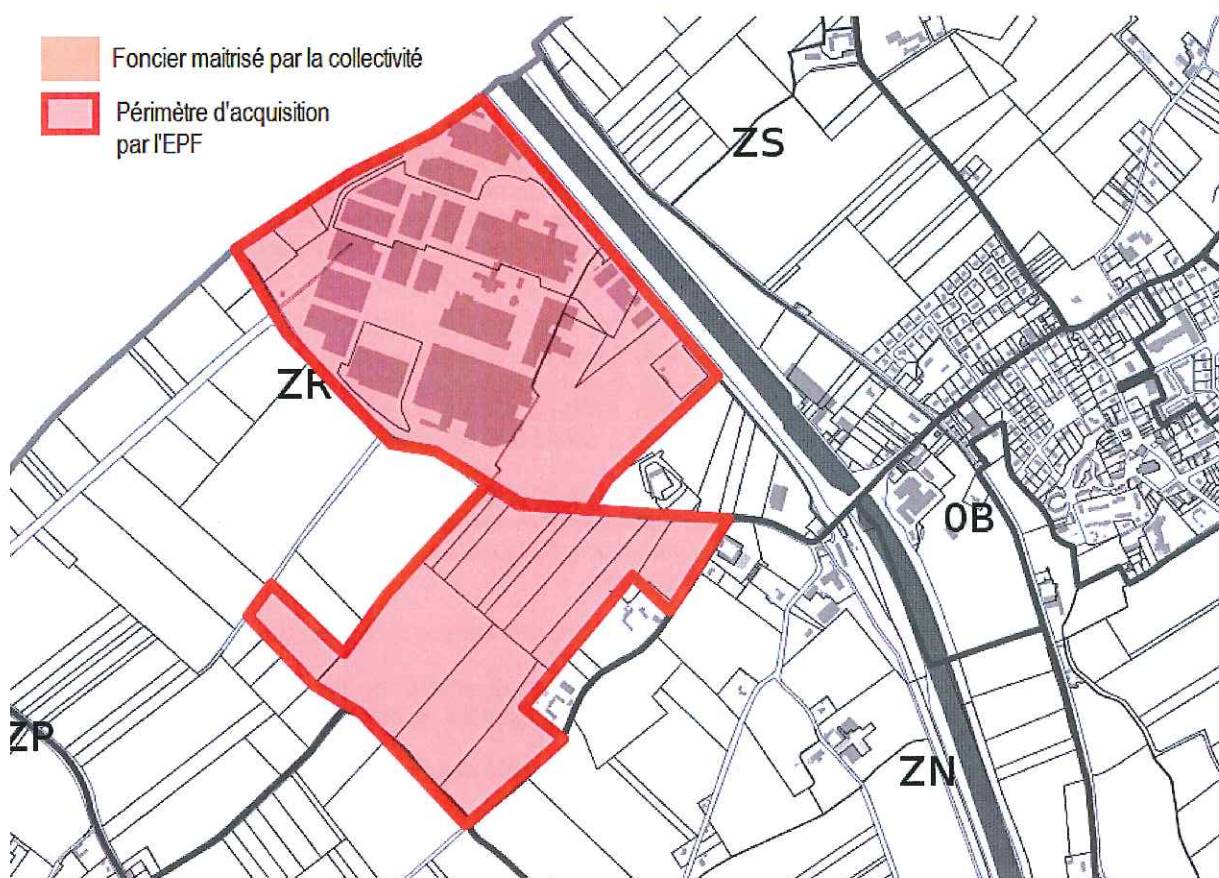 Foncier maitrisé par la collectivité
Périmètre d'acquisition
par l'EPF
ZS
ZR
0B
ZP
ZN